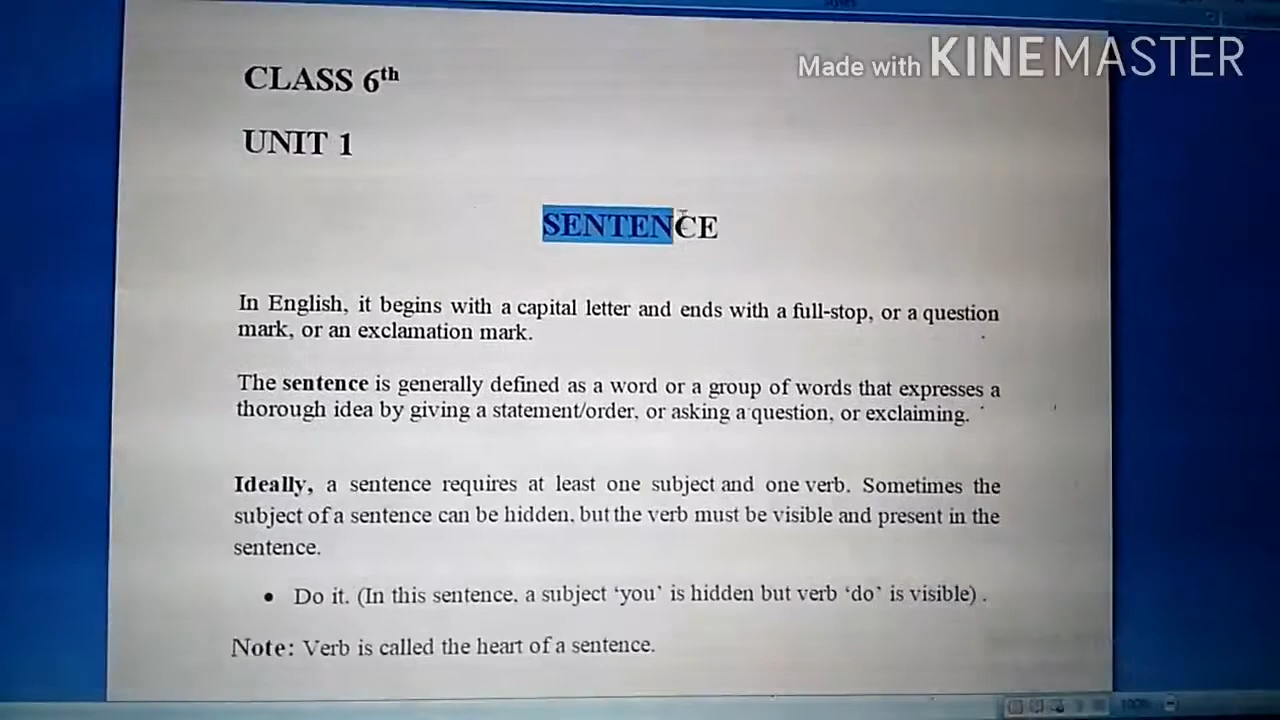 Made with KINEMASTER
CLASS 6th
UNIT 1
SENTENCE
In English, it begins with a capital letter and ends with a full-stop, or a question
mark, or an exclamation mark.
The sentence is generally defined as a word or a group of words that expresses a
thorough idea by giving a statement/order, or asking a question, or exclaiming.
Ideally, a sentence requires at least one subject and one verb. Sometimes the
subject of a sentence can be hidden, but the verb must be visible and present in the
sentence.
• Do it. (In this sentence, a subject 'you' is hidden but verb 'do' is visible) .
Note: Verb is called the heart of a sentence.
100%